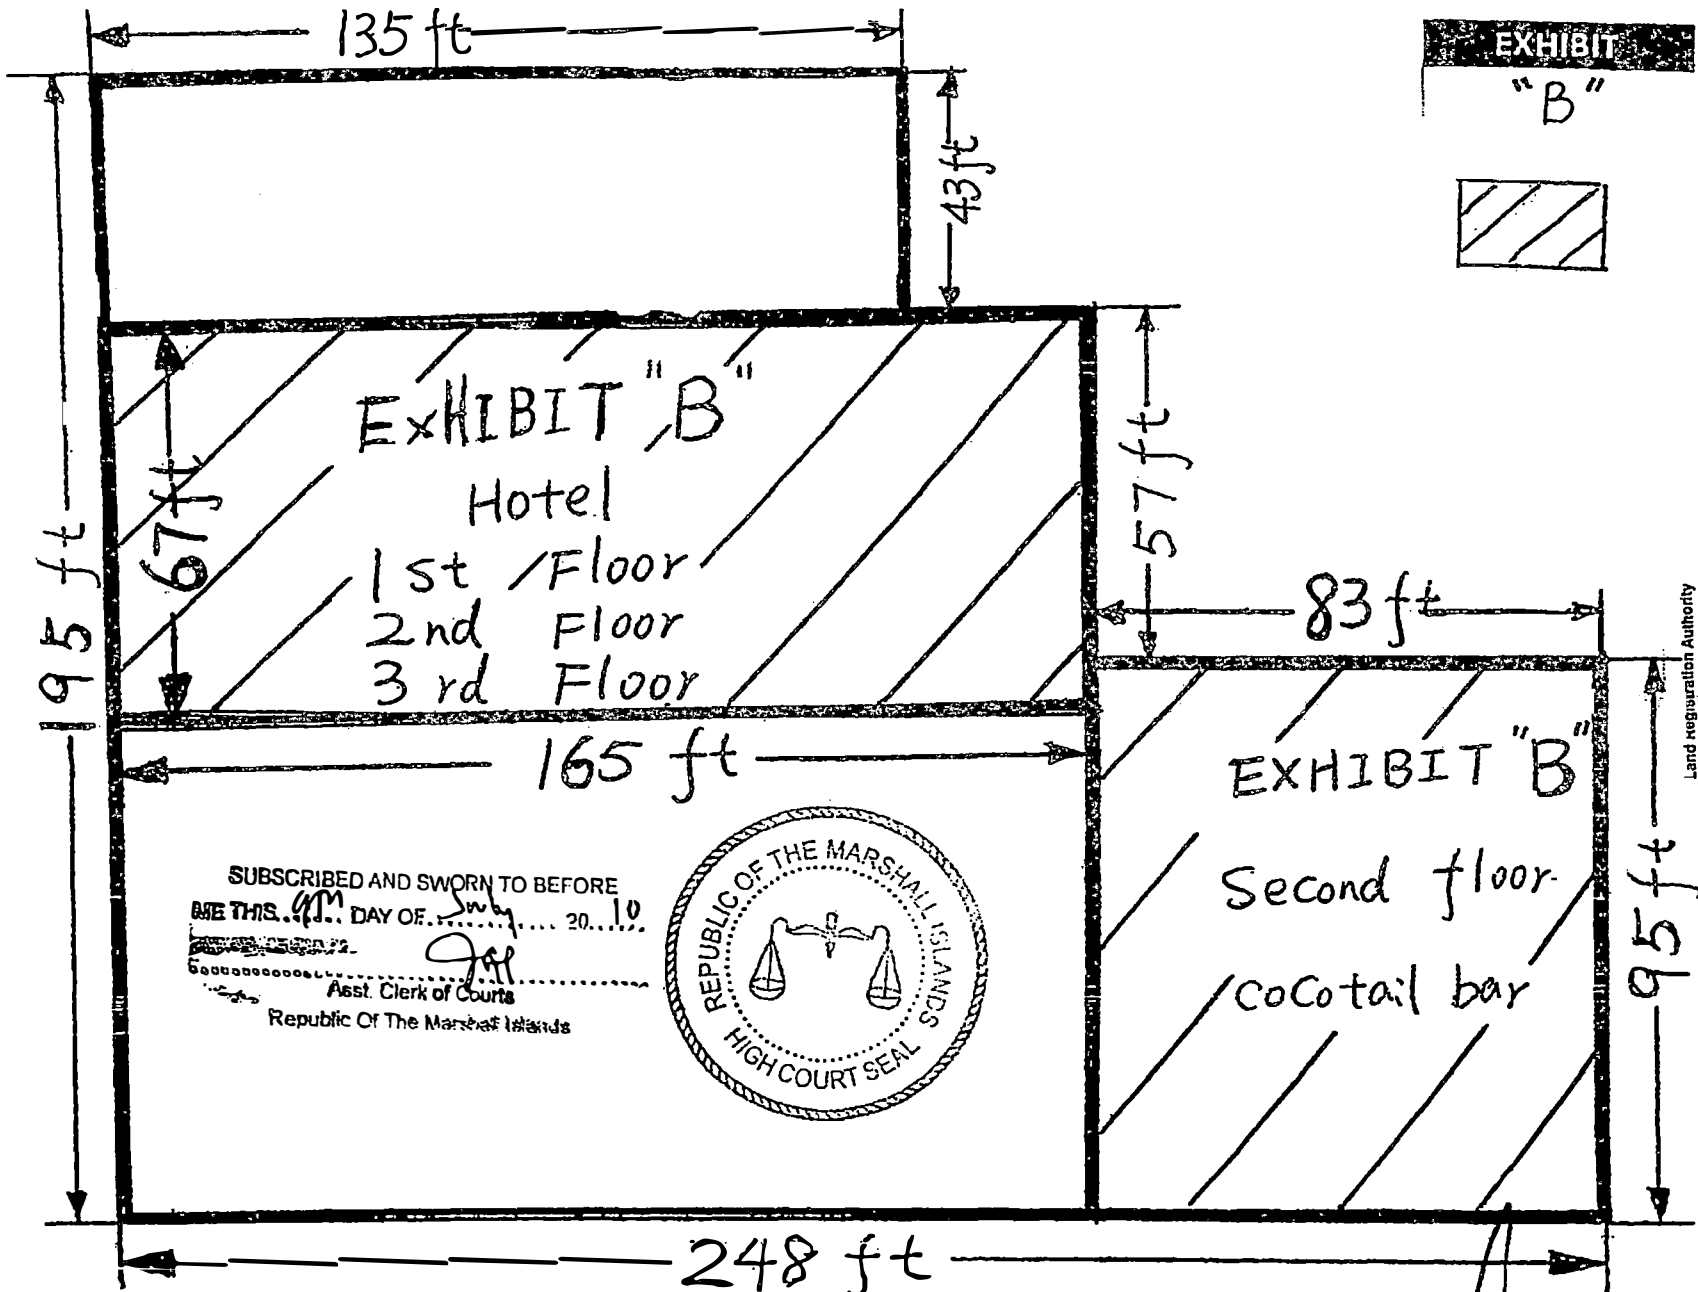 135 ft
EXHIBIT
"B"
43 ft
195 ft
67 ft
EXHIBIT "B"
Hotel
1st Floor
2nd Floor
3rd Floor
57 ft
83 ft
Land Registration Authority
165 ft
EXHIBIT "B"
Second floor
cocotail bar
95 ft
SUBSCRIBED AND SWORN TO BEFORE
ME THIS DAY OF 20 10
Asst. Clerk of Courts
Republic Of The Marshall Islands
REPUBLIC OF THE MARSHALL ISLANDS
HIGH COURT SEAL
248 ft